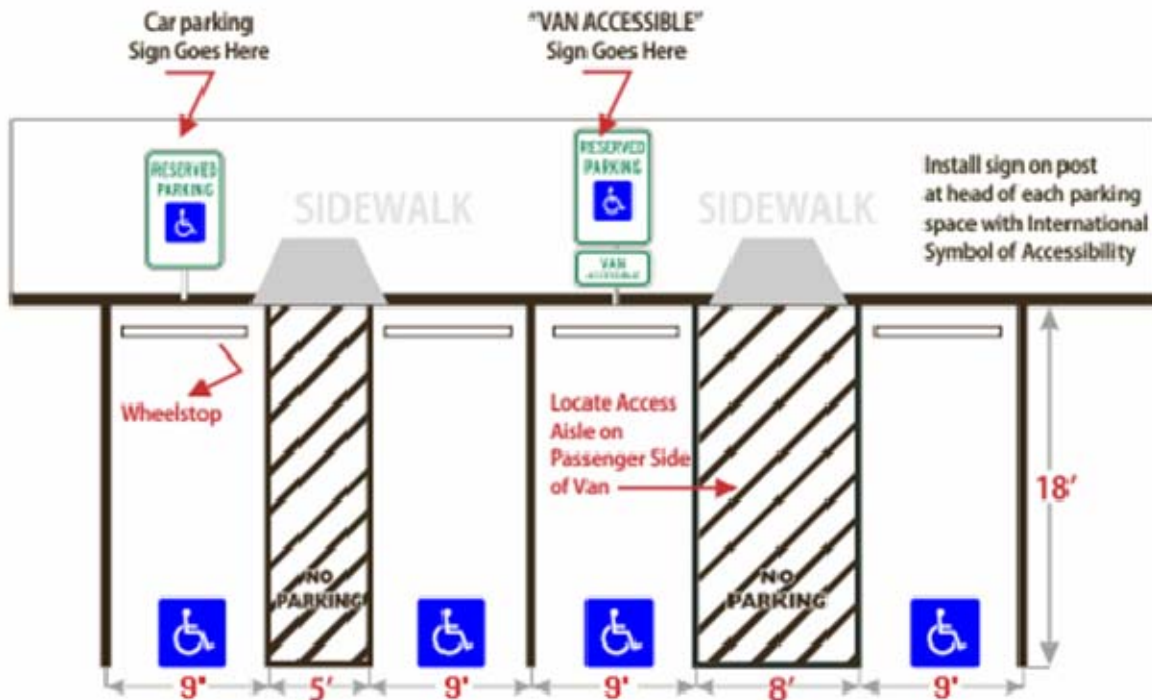 Car parking
Sign Goes Here
“VAN ACCESSIBLE”
Sign Goes Here
RESERVED
PARKING
SIDEWALK
RESERVED
PARKING
VAN
ACCESSIBLE
SIDEWALK
Install sign on post
at head of each parking
space with International
Symbol of Accessibility
Wheelstop
Locate Access
Aisle on
Passenger Side
of Van
18'
NO
PARKING
NO
PARKING
9'
5'
9'
9'
8'
9'